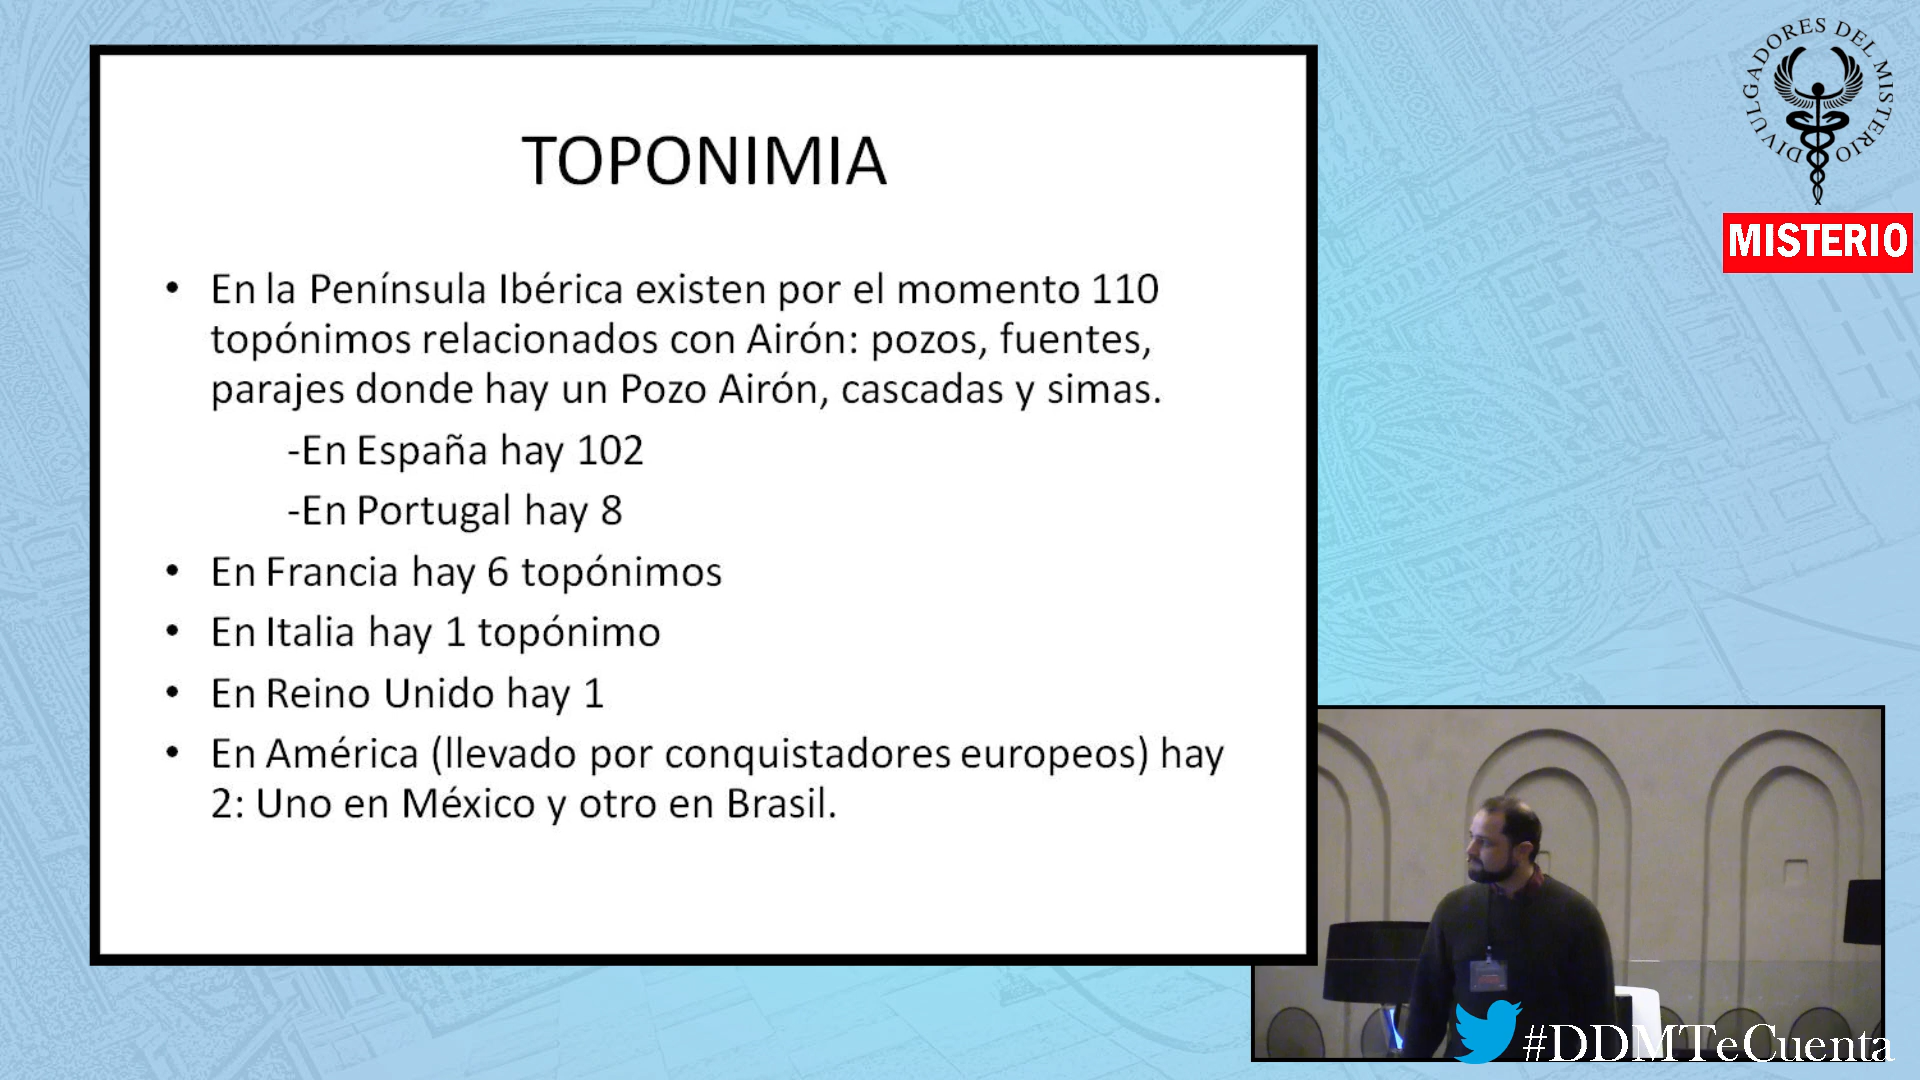 TOPONIMIA
• En la Península Ibérica existen por el momento 110
topónimos relacionados con Airón: pozos, fuentes,
parajes donde hay un Pozo Airón, cascadas y simas.
-En España hay 102
-En Portugal hay 8
• En Francia hay 6 topónimos
• En Italia hay 1 topónimo
• En Reino Unido hay 1
• En América (llevado por conquistadores europeos) hay
2: Uno en México y otro en Brasil.
DIVULGADORES DEL MISTERIO
MISTERIO
#DDMTeCuenta